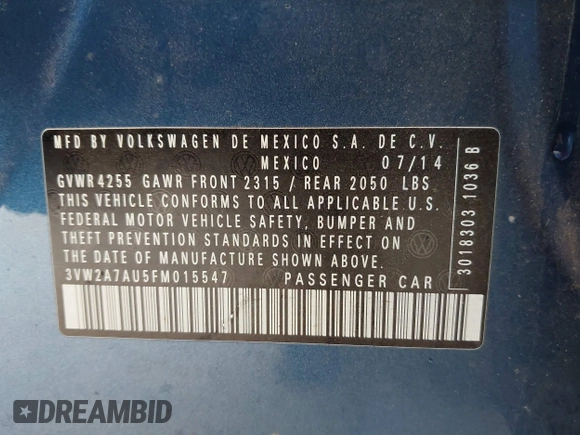 MFD BY VOLKSWAGEN DE MEXICO S.A. DE C.V.
MEXICO 07/14
GVWR 4255 GAWR FRONT 2315 / REAR 2050 LBS
THIS VEHICLE CONFORMS TO ALL APPLICABLE U.S.
FEDERAL MOTOR VEHICLE SAFETY, BUMPER AND
THEFT PREVENTION STANDARDS IN EFFECT ON
THE DATE OF MANUFACTURE SHOWN ABOVE.
3VW2A7AU5FM015547 PASSENGER CAR
3018303 1036 B
DREAMBID